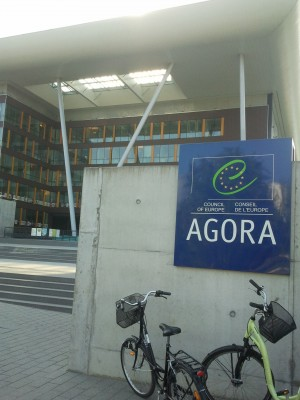 COUNCIL CONSEIL
OF EUROPE DE L'EUROPE
AGORA